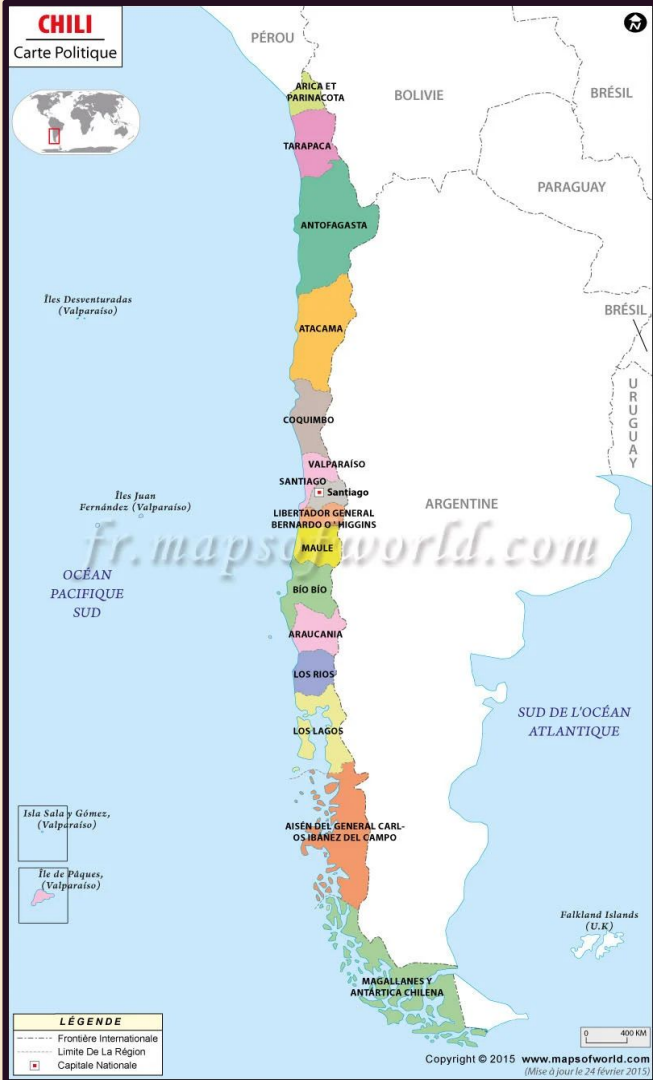 CHILI
Carte Politique
N
PÉROU
BOLIVIE
BRÉSIL
PARAGUAY
BRÉSIL
URUGUAY
ARGENTINE
ARICA ET
PARINACOTA
TARAPACA
ANTOFAGASTA
ATACAMA
COQUIMBO
VALPARAÍSO
SANTIAGO
Santiago
LIBERTADOR GENERAL
BERNARDO O'HIGGINS
MAULE
BÍO BÍO
ARAUCANIA
LOS RIOS
LOS LAGOS
AISÉN DEL GENERAL CARL-
OS IBAÑEZ DEL CAMPO
MAGALLANES Y
ANTÁRTICA CHILENA
Îles Desventuradas
(Valparaíso)
Îles Juan
Fernández (Valparaíso)
fr.mapsofworld.com
OCÉAN
PACIFIQUE
SUD
SUD DE L'OCÉAN
ATLANTIQUE
Isla Sala y Gómez,
(Valparaíso)
Île de Pâques,
(Valparaíso)
Falkland Islands
(U.K)
LÉGENDE
Frontière Internationale
Limite De La Région
Capitale Nationale
0 400 KM
Copyright © 2015 www.mapsofworld.com
(Mise à jour le 24 février 2015)